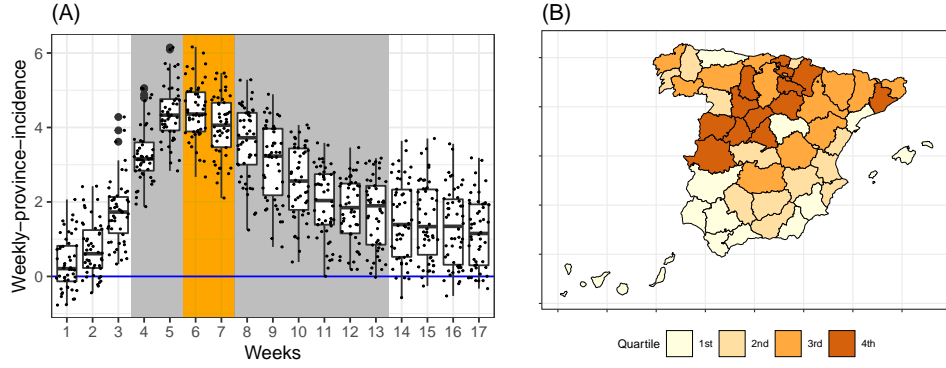 (A)
(B)
Weekly−province−incidence
6
4
2
0
1 2 3 4 5 6 7 8 9 10 11 12 13 14 15 16 17
Weeks
Quartile 1st 2nd 3rd 4th